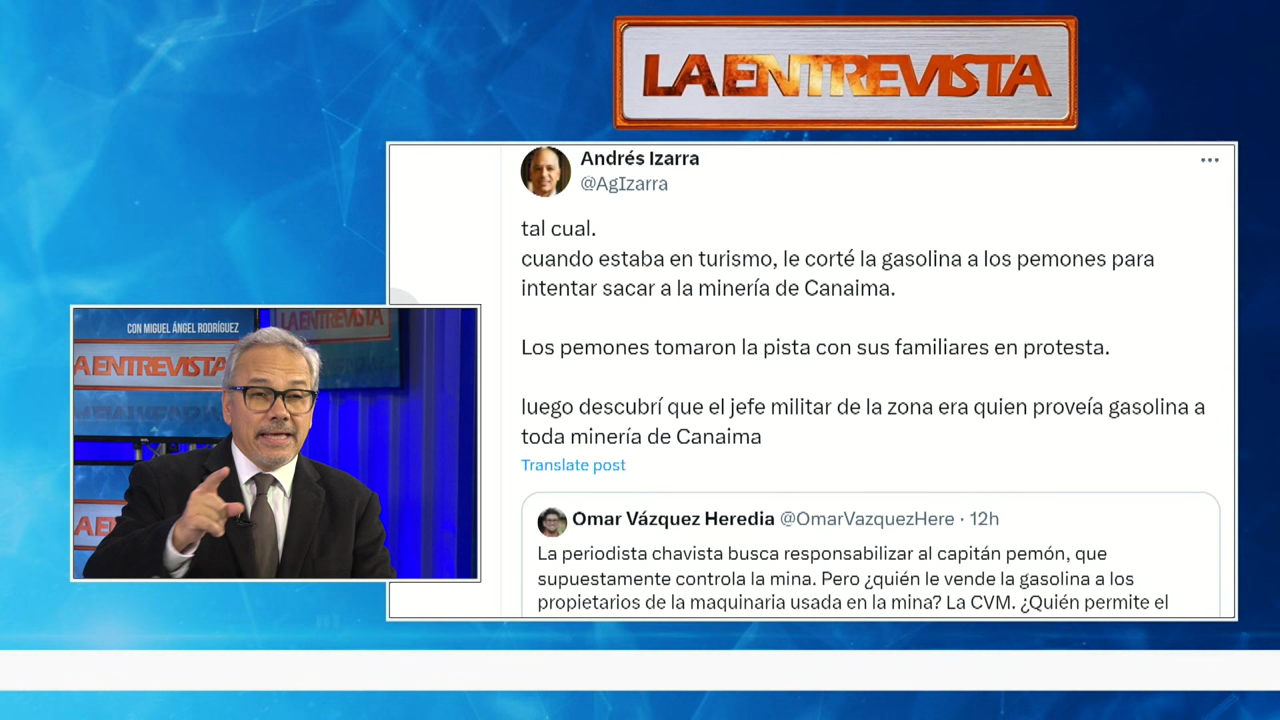 LA ENTREVISTA
Andrés Izarra
@AgIzarra
tal cual.
cuando estaba en turismo, le corté la gasolina a los pemones para
intentar sacar a la minería de Canaima.
Los pemones tomaron la pista con sus familiares en protesta.
luego descubrí que el jefe militar de la zona era quien proveía gasolina a
toda minería de Canaima
Translate post
Omar Vázquez Heredia @OmarVazquezHere · 12h
La periodista chavista busca responsabilizar al capitán pemón, que
supuestamente controla la mina. Pero ¿quién le vende la gasolina a los
propietarios de la maquinaria usada en la mina? La CVM. ¿Quién permite el
CON MIGUEL ÁNGEL RODRÍGUEZ
LA ENTREVISTA
A ENTREVISTA